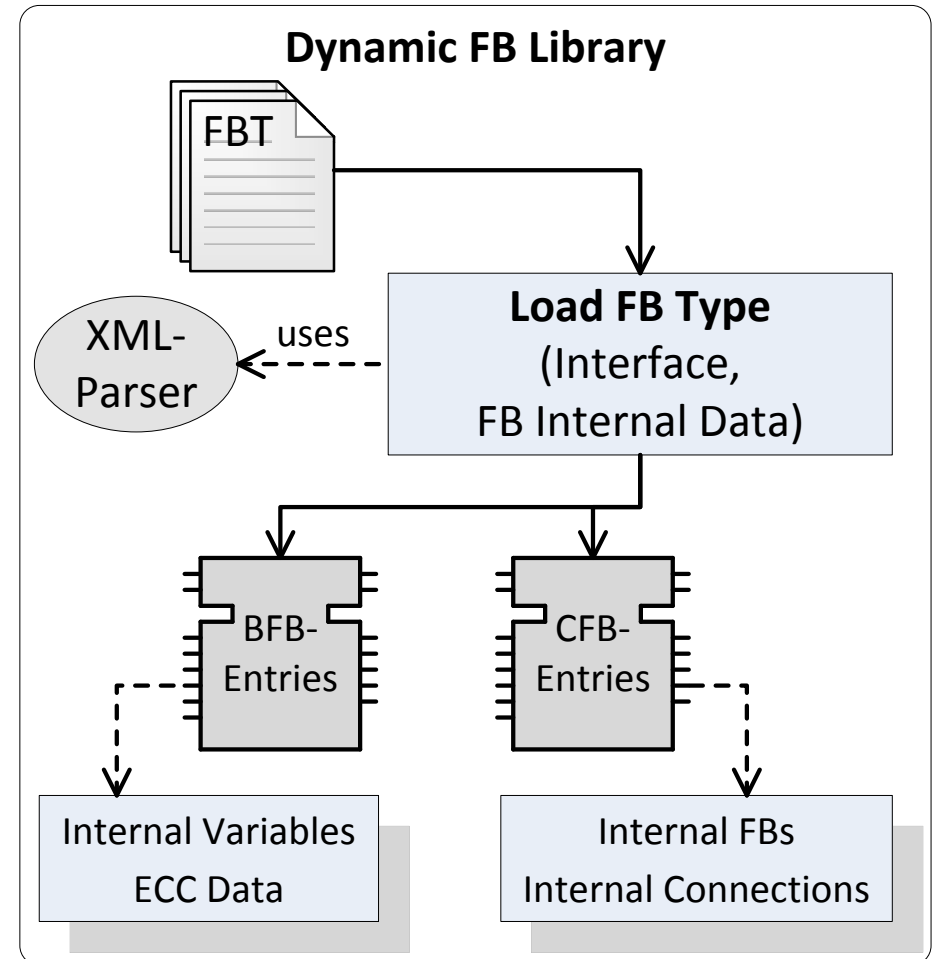 Dynamic FB Library
FBT
Load FB Type
(Interface,
FB Internal Data)
XML-
Parser
uses
BFB-
Entries
CFB-
Entries
Internal Variables
ECC Data
Internal FBs
Internal Connections